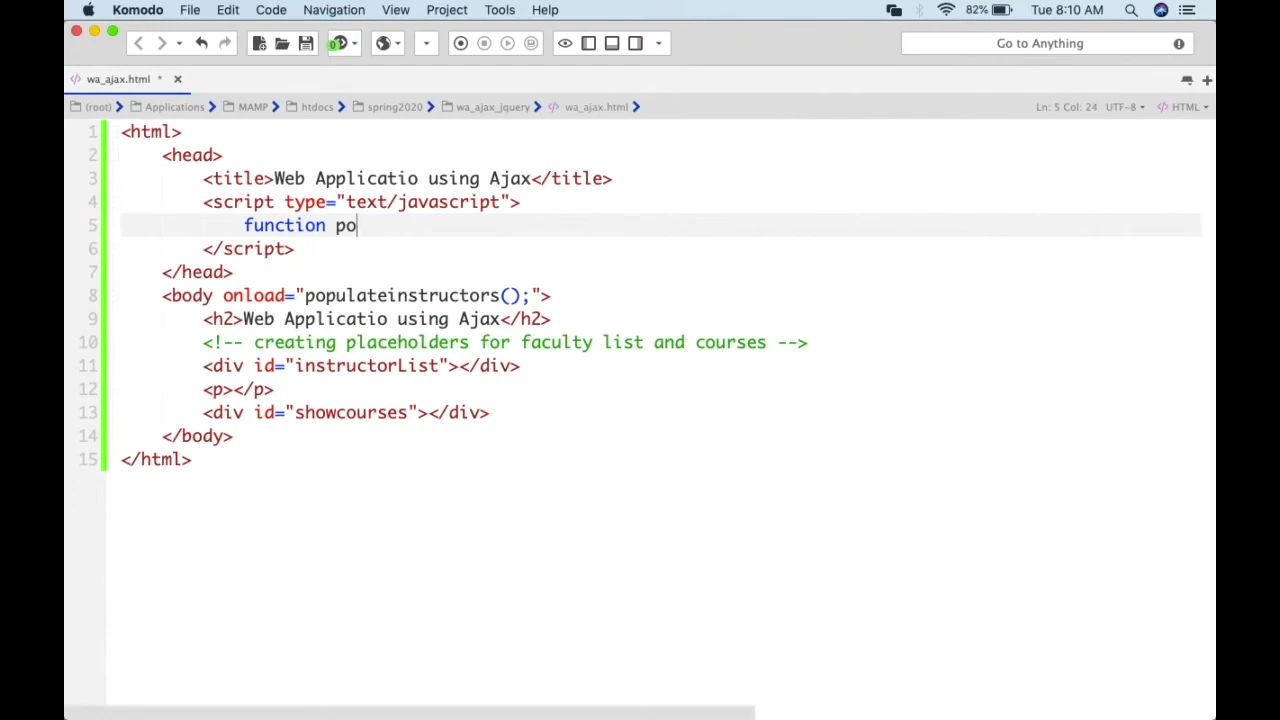 Komodo File Edit Code Navigation View Project Tools Help 82% Tue 8:10 AM
Go to Anything
wa_ajax.html *
(root) Applications MAMP htdocs spring2020 wa_ajax_jquery wa_ajax.html Ln: 5 Col: 24 UTF-8 HTML
1 <html>
2 <head>
3 <title>Web Applicatio using Ajax</title>
4 <script type="text/javascript">
5 function po
6 </script>
7 </head>
8 <body onload="populateinstructors();">
9 <h2>Web Applicatio using Ajax</h2>
10 <!-- creating placeholders for faculty list and courses -->
11 <div id="instructorList"></div>
12 <p></p>
13 <div id="showcourses"></div>
14 </body>
15 </html>